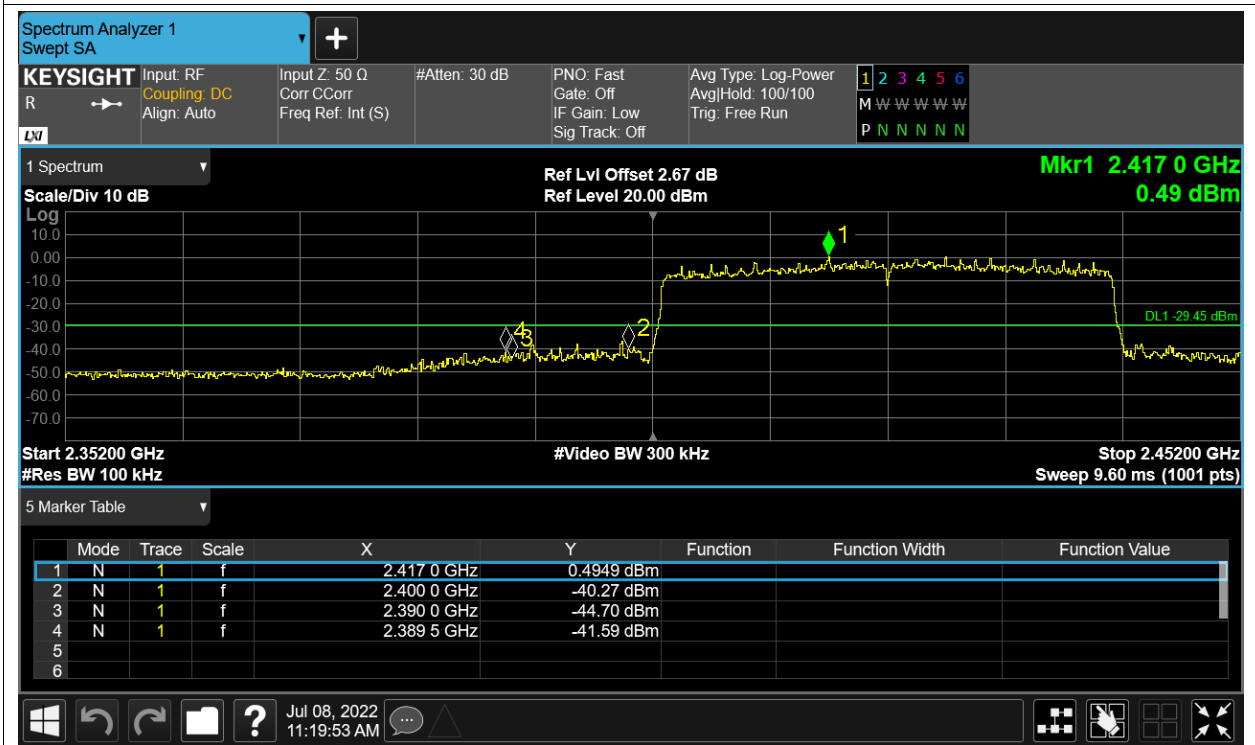 Spectrum Analyzer 1
Swept SA
KEYSIGHT Input: RF Input Z: 50 Ω #Atten: 30 dB PNO: Fast Avg Type: Log-Power 1 2 3 4 5 6
R Coupling: DC Corr CCorr Gate: Off Avg|Hold: 100/100 M W W W W W W
Align: Auto Freq Ref: Int (S) IF Gain: Low Trig: Free Run
LXI Sig Track: Off P N N N N N N
1 Spectrum Ref Lvl Offset 2.67 dB Mkr1 2.417 0 GHz
Scale/Div 10 dB Ref Level 20.00 dBm 0.49 dBm
Log
10.0
0.00
-10.0
-20.0
-30.0
-40.0
-50.0
-60.0
-70.0
1
2
3
4
DL1 -29.45 dBm
Start 2.35200 GHz #Video BW 300 kHz Stop 2.45200 GHz
#Res BW 100 kHz Sweep 9.60 ms (1001 pts)
5 Marker Table
Mode Trace Scale X Y Function Function Width Function Value
1 N 1 f 2.417 0 GHz 0.4949 dBm
2 N 1 f 2.400 0 GHz -40.27 dBm
3 N 1 f 2.390 0 GHz -44.70 dBm
4 N 1 f 2.389 5 GHz -41.59 dBm
5
6
? Jul 08, 2022
11:19:53 AM